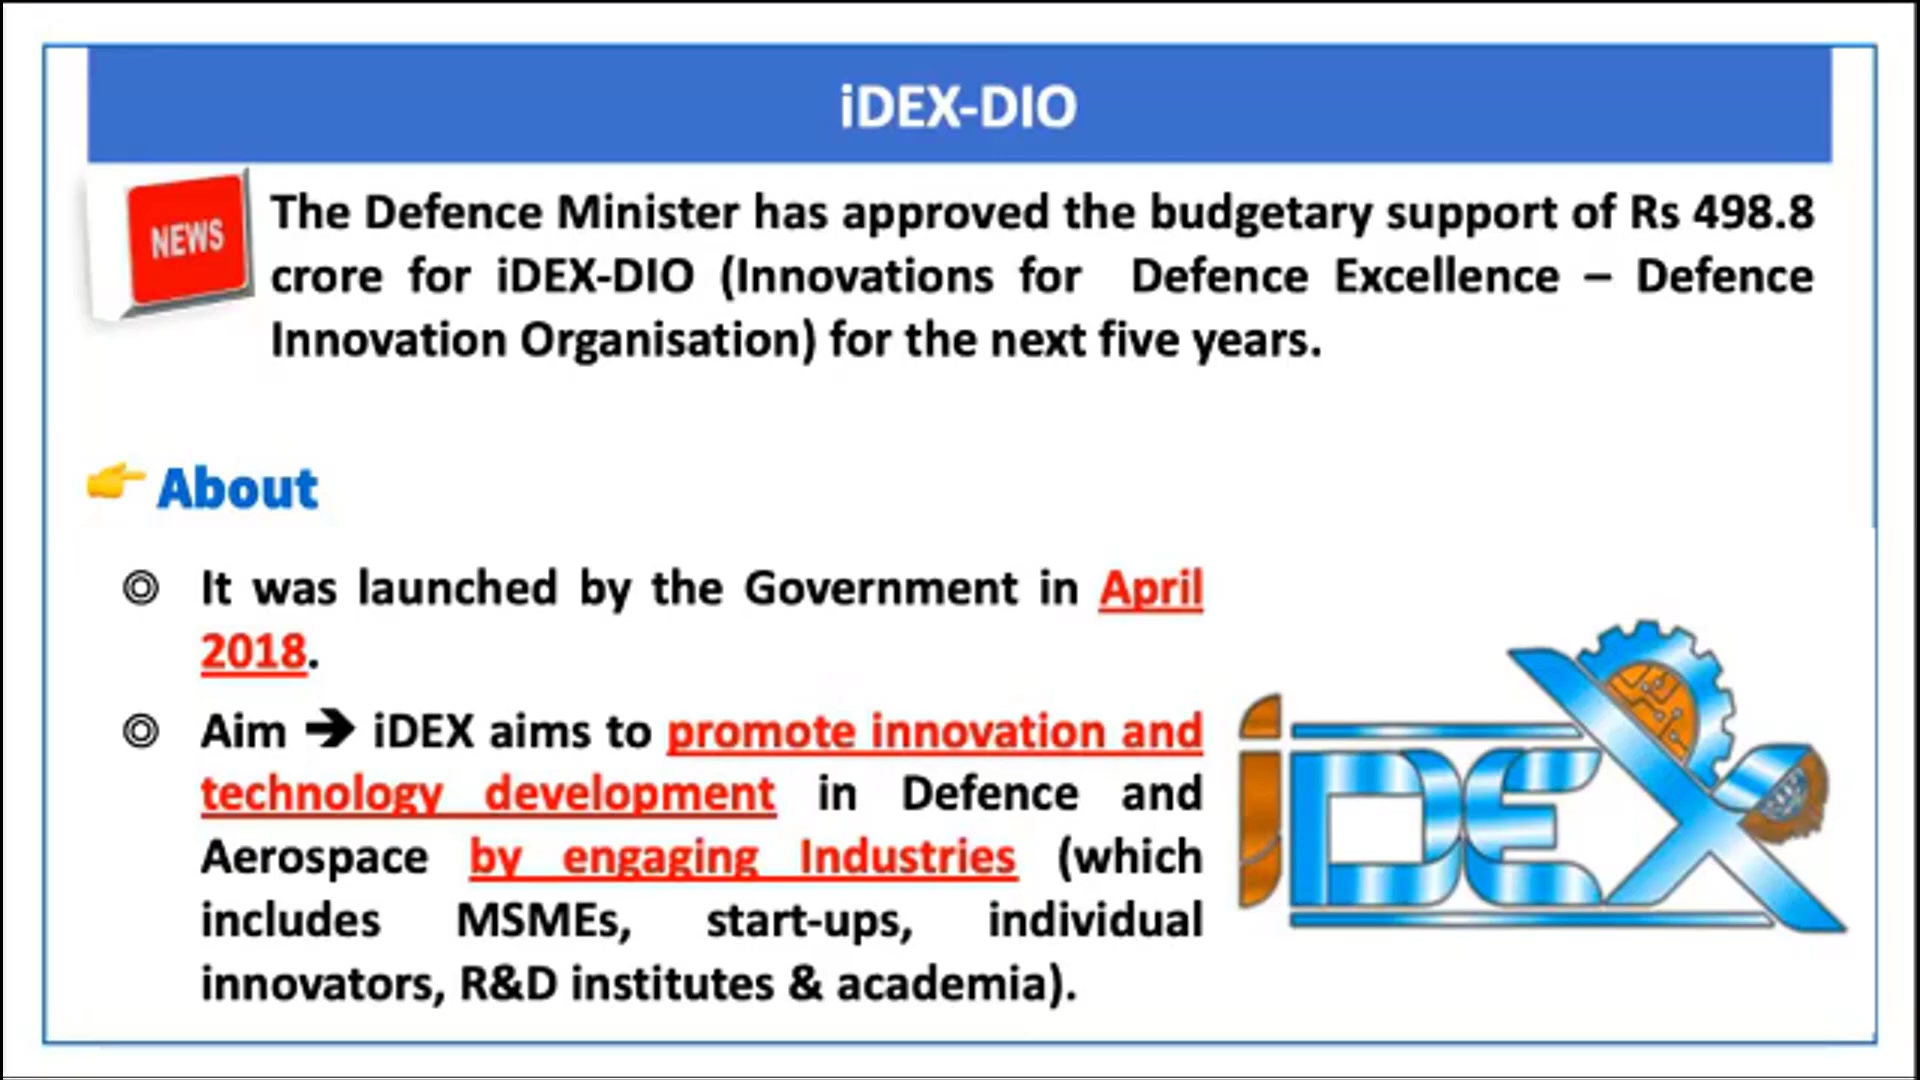 iDEX-DIO
NEWS
The Defence Minister has approved the budgetary support of Rs 498.8
crore for iDEX-DIO (Innovations for Defence Excellence – Defence
Innovation Organisation) for the next five years.
👉 About
◎ It was launched by the Government in April
2018.
◎ Aim ➔ iDEX aims to promote innovation and
technology development in Defence and
Aerospace by engaging Industries (which
includes MSMEs, start-ups, individual
innovators, R&D institutes & academia).
iDEX